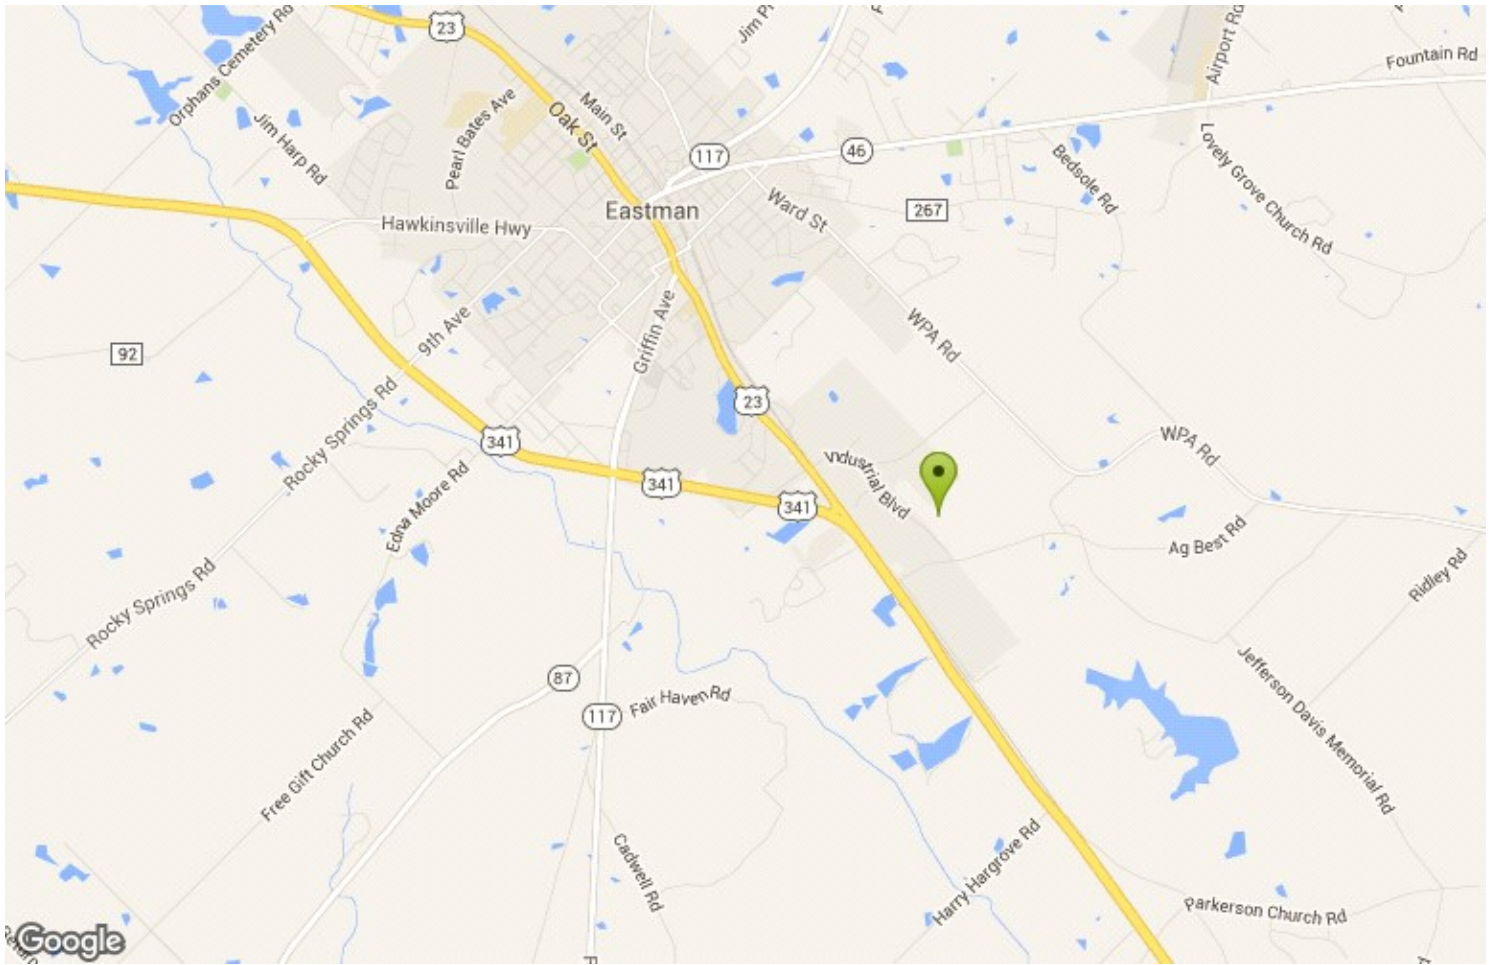 Orphans Cemetery Rd
23
Jim P
Airport Rd
Fountain Rd
Pearl Bates Ave
Main St
Oak St
Jim Harp Rd
117
46
Bedsole Rd
Lovely Grove Church Rd
Eastman
Ward St
267
Hawkinsville Hwy
92
9th Ave
Griffin Ave
WPA Rd
23
Rocky Springs Rd
341
341
341
Industrial Blvd
WPA Rd
Edna Moore Rd
Ag Best Rd
Ridley Rd
Rocky Springs Rd
87
117
Fair Haven Rd
Jefferson Davis Memorial Rd
Free Gift Church Rd
Cadwell Rd
Harry Hargrove Rd
Parkerson Church Rd
Google